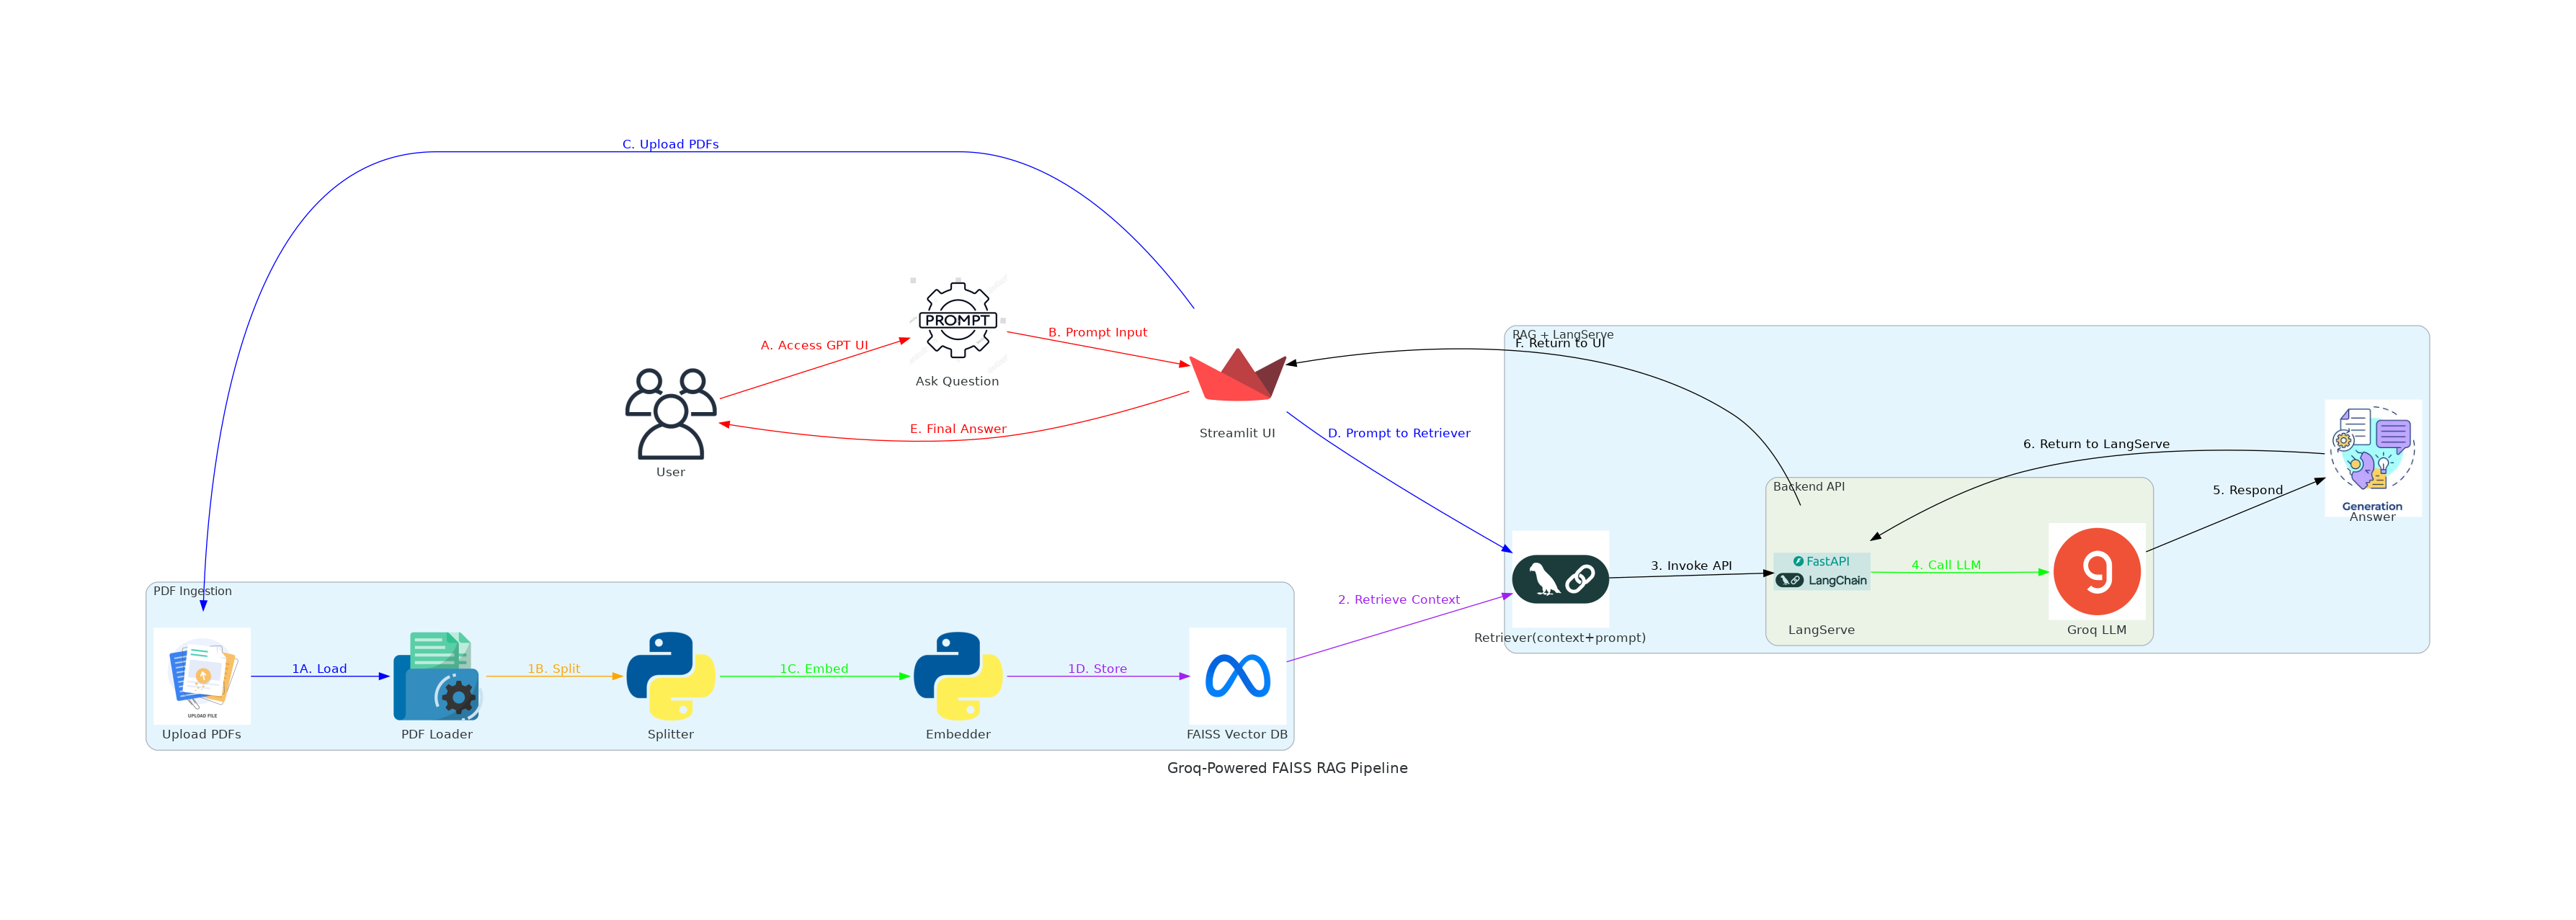 C. Upload PDFs
PROMPT
A. Access GPT UI
B. Prompt Input
Ask Question
E. Final Answer
User
Streamlit UI
RAG + LangServe
F. Return to UI
D. Prompt to Retriever
6. Return to LangServe
5. Respond
Generation
Answer
Backend API
3. Invoke API
FastAPI
LangChain
4. Call LLM
g
2. Retrieve Context
Retriever(context+prompt)
LangServe
Groq LLM
PDF Ingestion
1A. Load
1B. Split
1C. Embed
1D. Store
UPLOAD FILE
Upload PDFs
PDF Loader
Splitter
Embedder
FAISS Vector DB
Groq-Powered FAISS RAG Pipeline